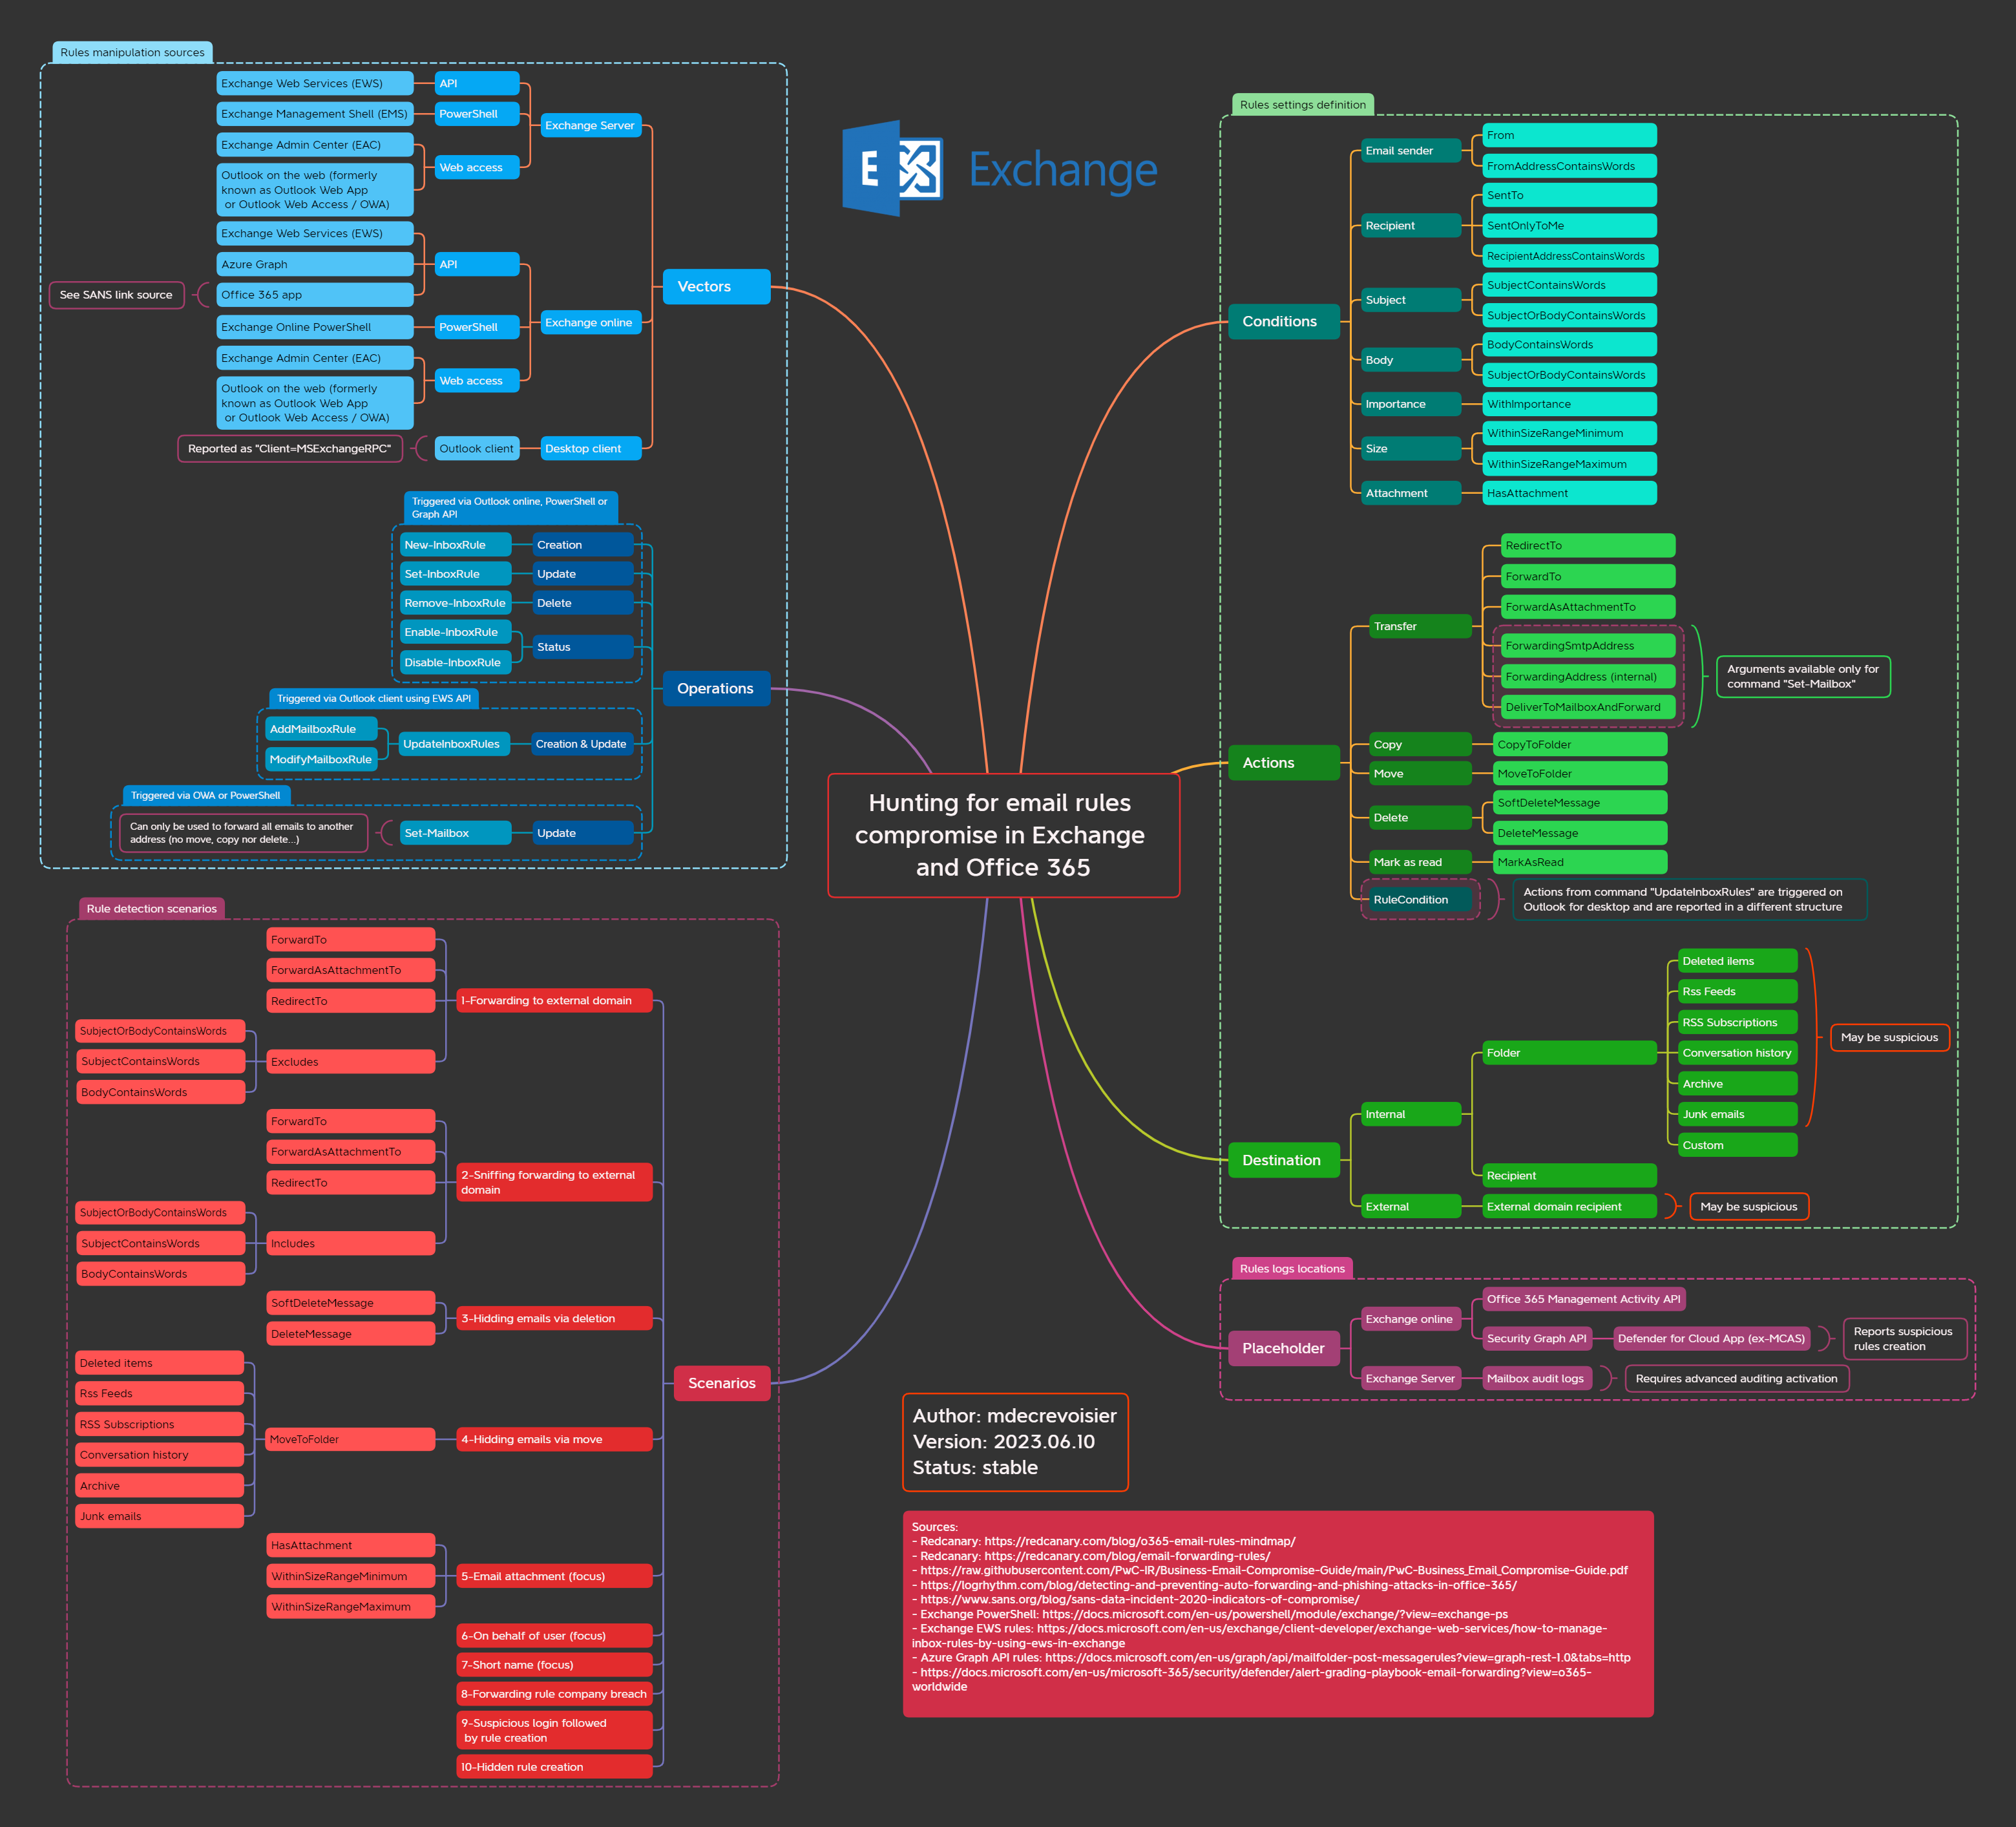 Rules manipulation sources
Exchange Web Services (EWS)
API
Exchange Management Shell (EMS)
PowerShell
Exchange Server
Exchange Admin Center (EAC)
Web access
Outlook on the web (formerly
known as Outlook Web App
or Outlook Web Access / OWA)
Exchange Web Services (EWS)
Azure Graph
API
See SANS link source
Office 365 app
Vectors
Exchange Online PowerShell
PowerShell
Exchange online
Exchange Admin Center (EAC)
Web access
Outlook on the web (formerly
known as Outlook Web App
or Outlook Web Access / OWA)
Reported as "Client=MSExchangeRPC"
Outlook client
Desktop client
Triggered via Outlook online, PowerShell or
Graph API
New-InboxRule
Creation
Set-InboxRule
Update
Remove-InboxRule
Delete
Enable-InboxRule
Status
Disable-InboxRule
Operations
Triggered via Outlook client using EWS API
AddMailboxRule
UpdateInboxRules
Creation & Update
ModifyMailboxRule
Triggered via OWA or PowerShell
Can only be used to forward all emails to another
address (no move, copy nor delete...)
Set-Mailbox
Update
E
Exchange
Hunting for email rules
compromise in Exchange
and Office 365
Rules settings definition
Conditions
Email sender
From
FromAddressContainsWords
Recipient
SentTo
SentOnlyToMe
RecipientAddressContainsWords
Subject
SubjectContainsWords
SubjectOrBodyContainsWords
Body
BodyContainsWords
SubjectOrBodyContainsWords
Importance
WithImportance
Size
WithinSizeRangeMinimum
WithinSizeRangeMaximum
Attachment
HasAttachment
Actions
Transfer
RedirectTo
ForwardTo
ForwardAsAttachmentTo
ForwardingSmtpAddress
ForwardingAddress (internal)
DeliverToMailboxAndForward
Arguments available only for
command "Set-Mailbox"
Copy
CopyToFolder
Move
MoveToFolder
Delete
SoftDeleteMessage
DeleteMessage
Mark as read
MarkAsRead
RuleCondition
Actions from command "UpdateInboxRules" are triggered on
Outlook for desktop and are reported in a different structure
Destination
Internal
Folder
Deleted ilems
Rss Feeds
RSS Subscriptions
Conversation history
Archive
Junk emails
Custom
May be suspicious
Recipient
External
External domain recipient
May be suspicious
Rules logs locations
Placeholder
Exchange online
Office 365 Management Activity API
Security Graph API
Defender for Cloud App (ex-MCAS)
Reports suspicious
rules creation
Exchange Server
Mailbox audit logs
Requires advanced auditing activation
Rule detection scenarios
Scenarios
ForwardTo
ForwardAsAttachmentTo
RedirectTo
1-Forwarding to external domain
SubjectOrBodyContainsWords
SubjectContainsWords
Excludes
BodyContainsWords
ForwardTo
ForwardAsAttachmentTo
RedirectTo
2-Sniffing forwarding to external
domain
SubjectOrBodyContainsWords
SubjectContainsWords
Includes
BodyContainsWords
SoftDeleteMessage
DeleteMessage
3-Hidding emails via deletion
Deleted items
Rss Feeds
RSS Subscriptions
Conversation history
Archive
Junk emails
MoveToFolder
4-Hidding emails via move
HasAttachment
WithinSizeRangeMinimum
WithinSizeRangeMaximum
5-Email attachment (focus)
6-On behalf of user (focus)
7-Short name (focus)
8-Forwarding rule company breach
9-Suspicious login followed
by rule creation
10-Hidden rule creation
Author: mdecrevoisier
Version: 2023.06.10
Status: stable
Sources:
- Redcanary: https://redcanary.com/blog/o365-email-rules-mindmap/
- Redcanary: https://redcanary.com/blog/email-forwarding-rules/
- https://raw.githubusercontent.com/PwC-IR/Business-Email-Compromise-Guide/main/PwC-Business_Email_Compromise-Guide.pdf
- https://logrhythm.com/blog/detecting-and-preventing-auto-forwarding-and-phishing-attacks-in-office-365/
- https://www.sans.org/blog/sans-data-incident-2020-indicators-of-compromise/
- Exchange PowerShell: https://docs.microsoft.com/en-us/powershell/module/exchange/?view=exchange-ps
- Exchange EWS rules: https://docs.microsoft.com/en-us/exchange/client-developer/exchange-web-services/how-to-manage-
inbox-rules-by-using-ews-in-exchange
- Azure Graph API rules: https://docs.microsoft.com/en-us/graph/api/mailfolder-post-messagerules?view=graph-rest-1.0&tabs=http
- https://docs.microsoft.com/en-us/microsoft-365/security/defender/alert-grading-playbook-email-forwarding?view=o365-
worldwide